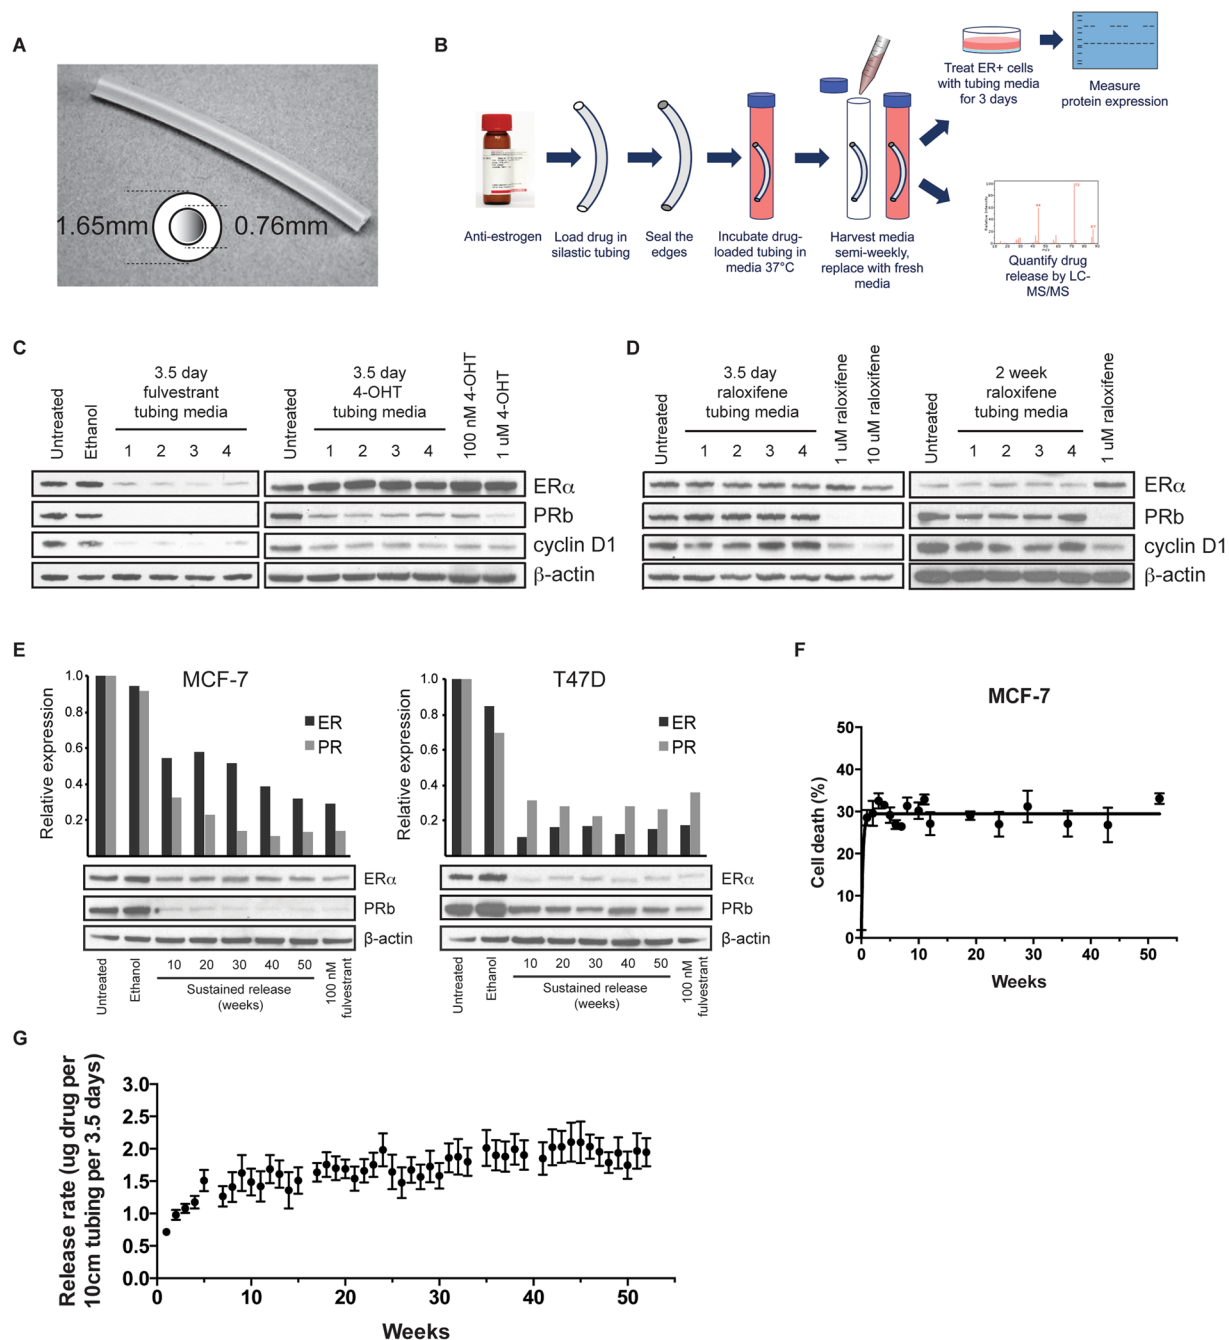 A
1.65mm
0.76mm
B
Anti-estrogen
Load drug in
silastic tubing
Seal the
edges
Incubate drug-
loaded tubing in
media 37°C
Harvest media
semi-weekly,
replace with fresh
media
Treat ER+ cells
with tubing media
for 3 days
Measure
protein expression
Quantify drug
release by LC-
MS/MS
C
Untreated
Ethanol
3.5 day
fulvestrant
tubing media
1 2 3 4
Untreated
3.5 day
4-OHT
tubing media
1 2 3 4
100 nM 4-OHT
1 uM 4-OHT
ERα
PRb
cyclin D1
β-actin
D
Untreated
3.5 day
raloxifene
tubing media
1 2 3 4
1 uM raloxifene
10 uM raloxifene
Untreated
2 week
raloxifene
tubing media
1 2 3 4
1 uM raloxifene
ERα
PRb
cyclin D1
β-actin
E
MCF-7
Relative expression
1.0
0.8
0.6
0.4
0.2
ER
PR
ERα
PRb
β-actin
Untreated
Ethanol
10 20 30 40 50
Sustained release
(weeks)
100 nM
fulvestrant
T47D
Relative expression
1.0
0.8
0.6
0.4
0.2
ER
PR
ERα
PRb
β-actin
Untreated
Ethanol
10 20 30 40 50
Sustained release
(weeks)
100 nM
fulvestrant
F
MCF-7
Cell death (%)
50
40
30
20
10
0
0 10 20 30 40 50
Weeks
G
Release rate (ug drug per
10cm tubing per 3.5 days)
3.0
2.5
2.0
1.5
1.0
0.5
0.0
0 10 20 30 40 50
Weeks